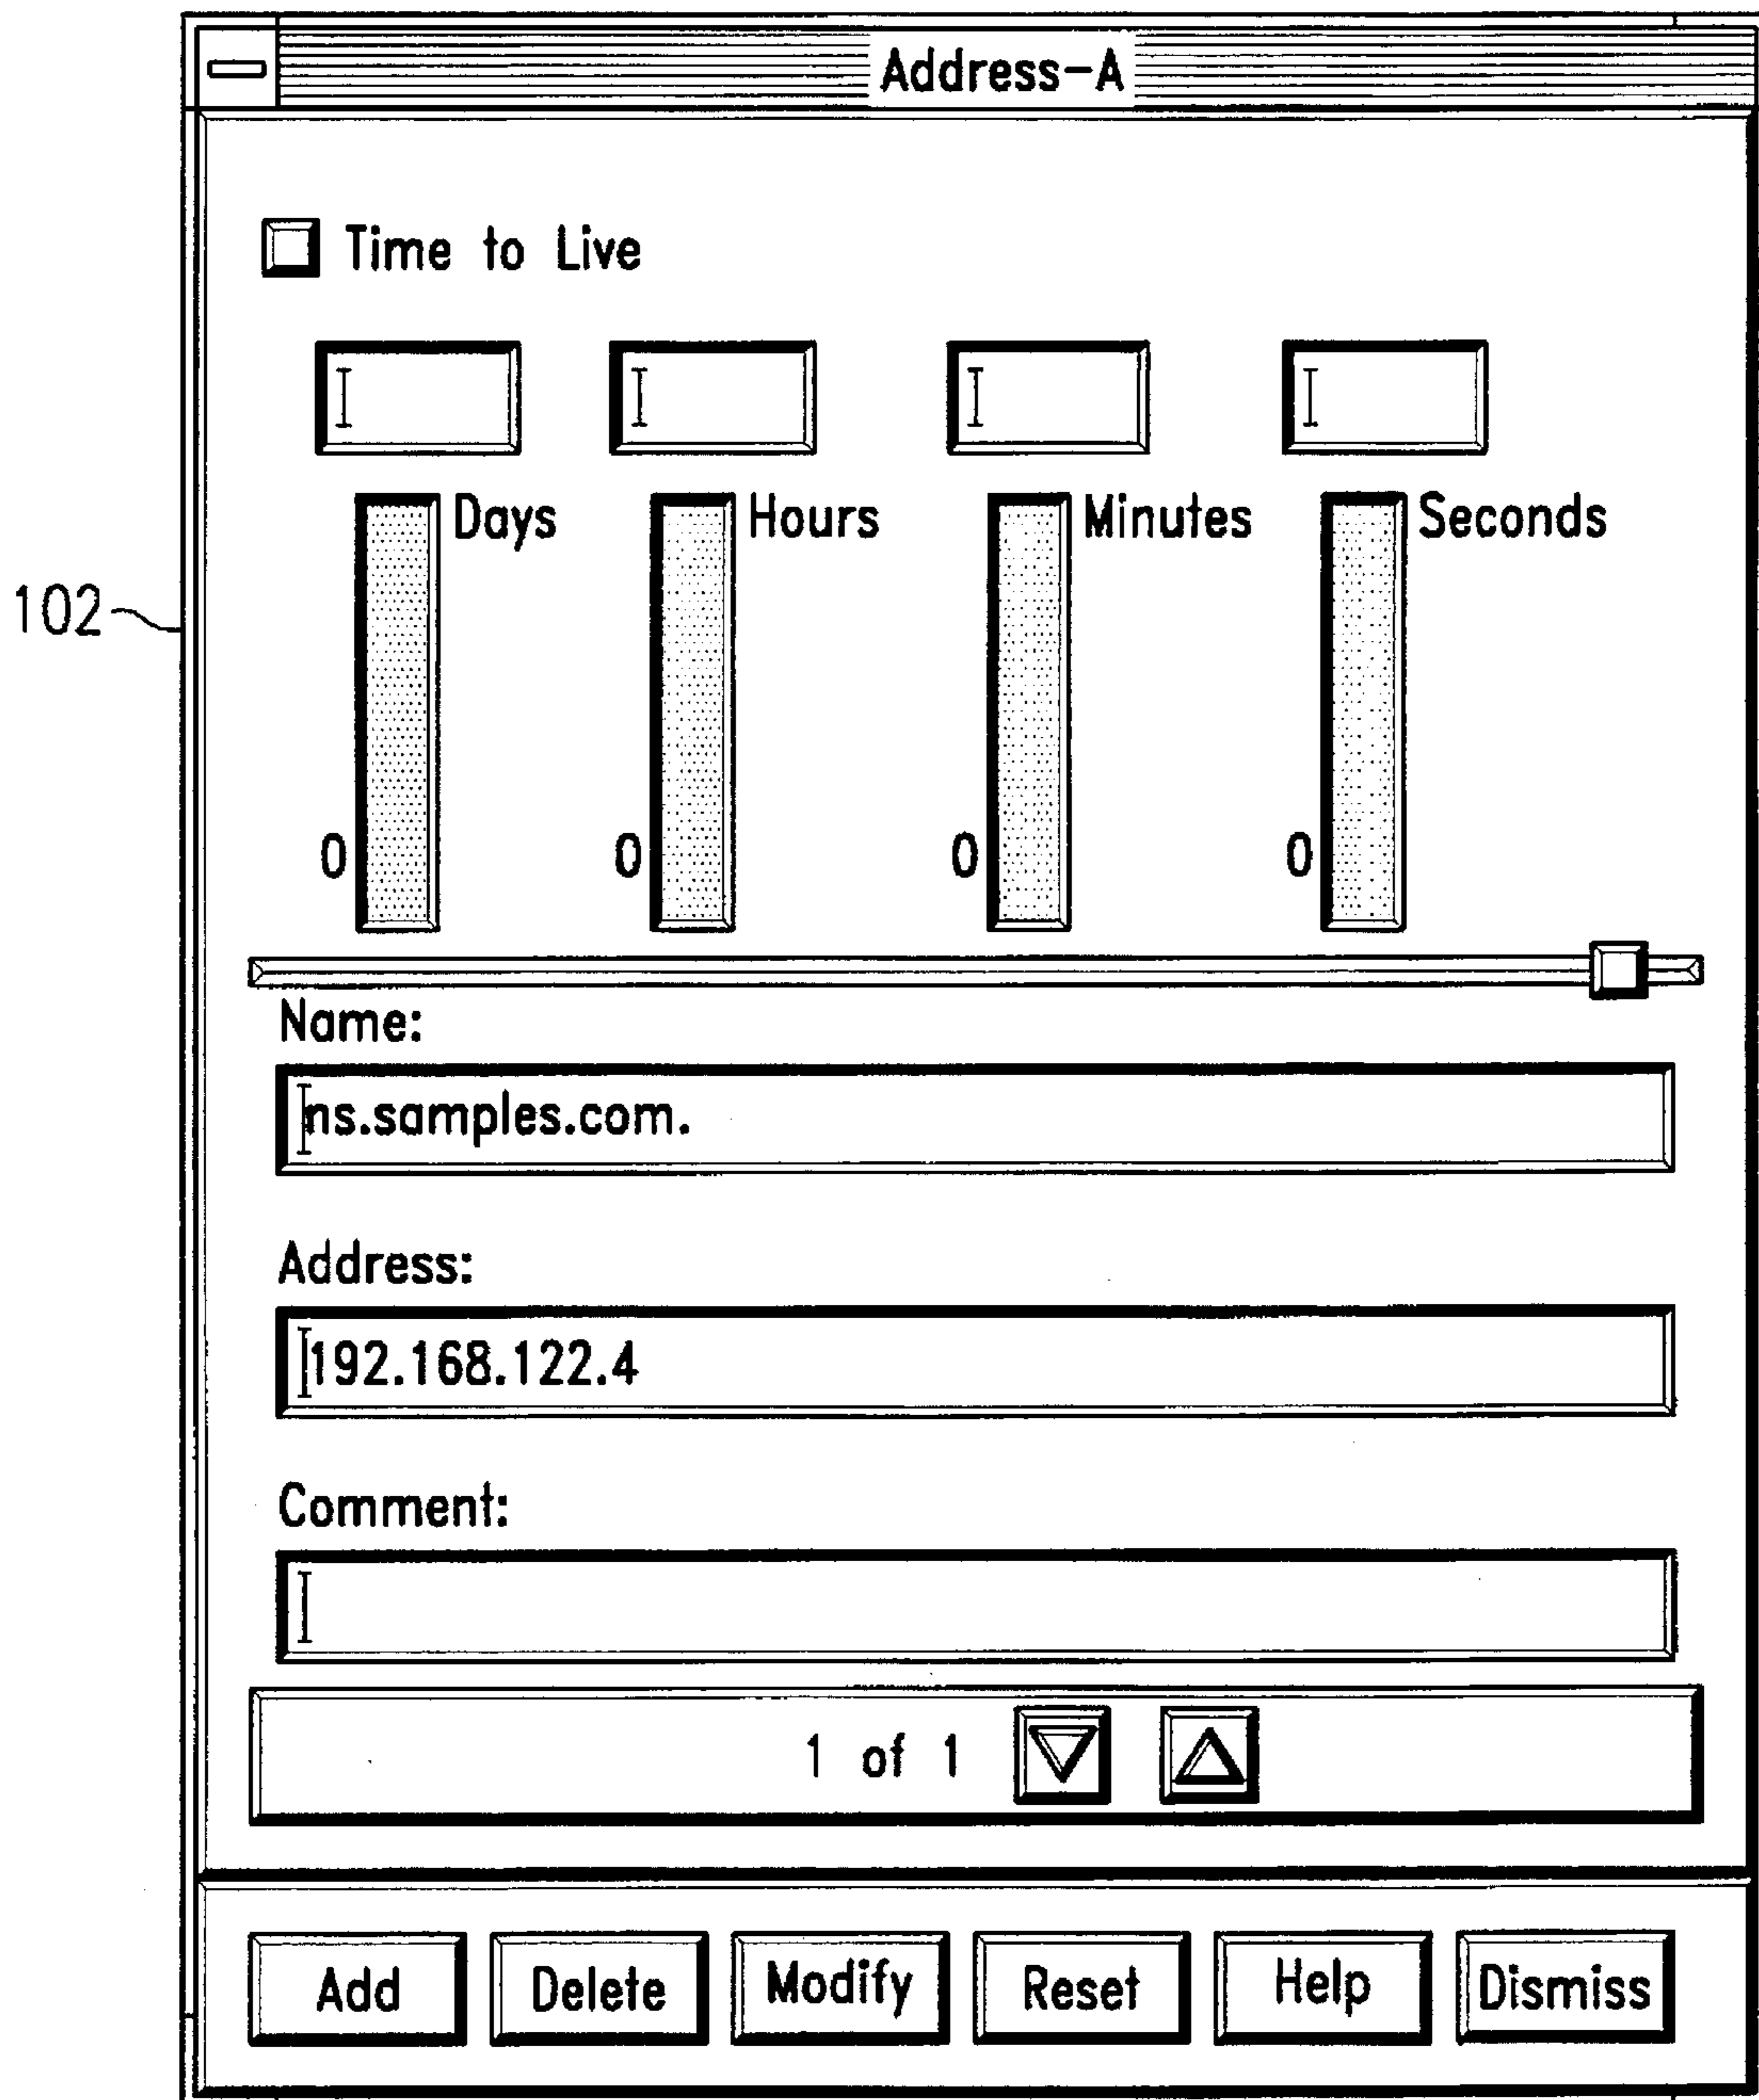 Address-A
Time to Live
Days Hours Minutes Seconds
102
0 0 0 0
Name:
ns.samples.com.
Address:
192.168.122.4
Comment:
1 of 1
Add Delete Modify Reset Help Dismiss